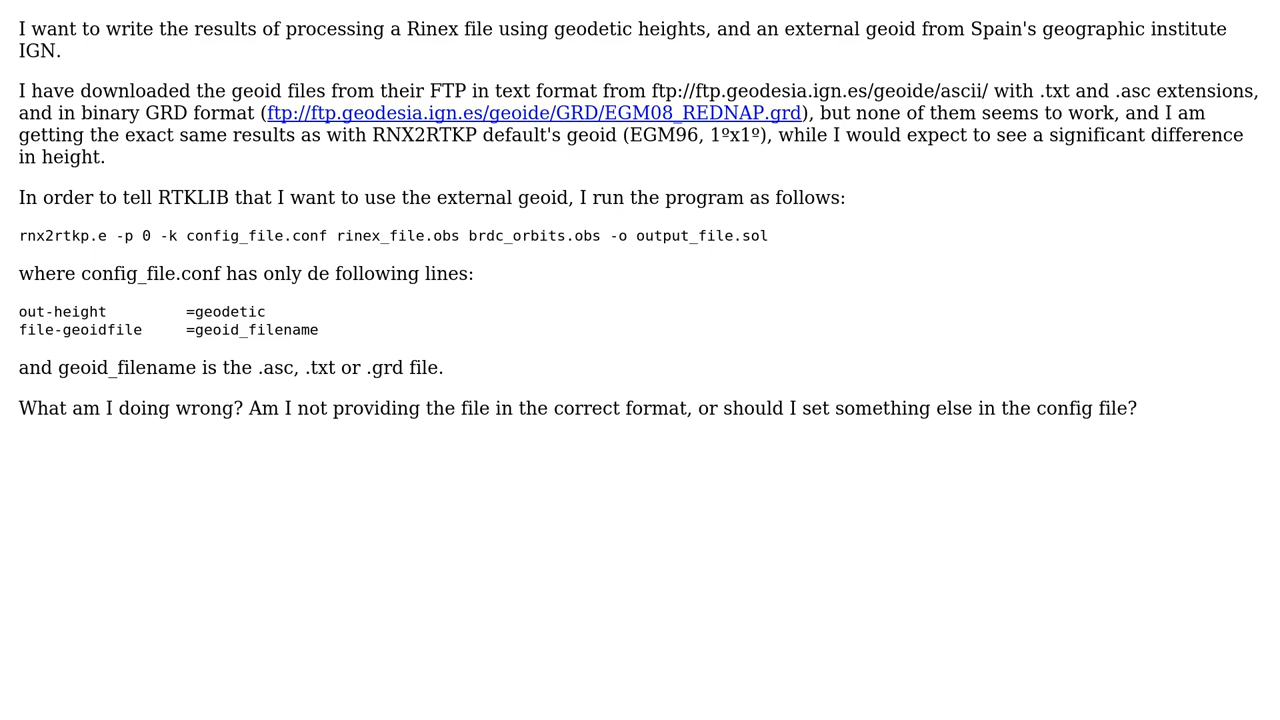 I want to write the results of processing a Rinex file using geodetic heights, and an external geoid from Spain's geographic institute
IGN.
I have downloaded the geoid files from their FTP in text format from ftp://ftp.geodesia.ign.es/geoide/ascii/ with .txt and .asc extensions,
and in binary GRD format (ftp://ftp.geodesia.ign.es/geoide/GRD/EGM08_REDNAP.grd), but none of them seems to work, and I am
getting the exact same results as with RNX2RTKP default's geoid (EGM96, 1ºx1º), while I would expect to see a significant difference
in height.
In order to tell RTKLIB that I want to use the external geoid, I run the program as follows:
rnx2rtkp.e -p 0 -k config_file.conf rinex_file.obs brdc_orbits.obs -o output_file.sol
where config_file.conf has only de following lines:
out-height         =geodetic
file-geoidfile     =geoid_filename
and geoid_filename is the .asc, .txt or .grd file.
What am I doing wrong? Am I not providing the file in the correct format, or should I set something else in the config file?